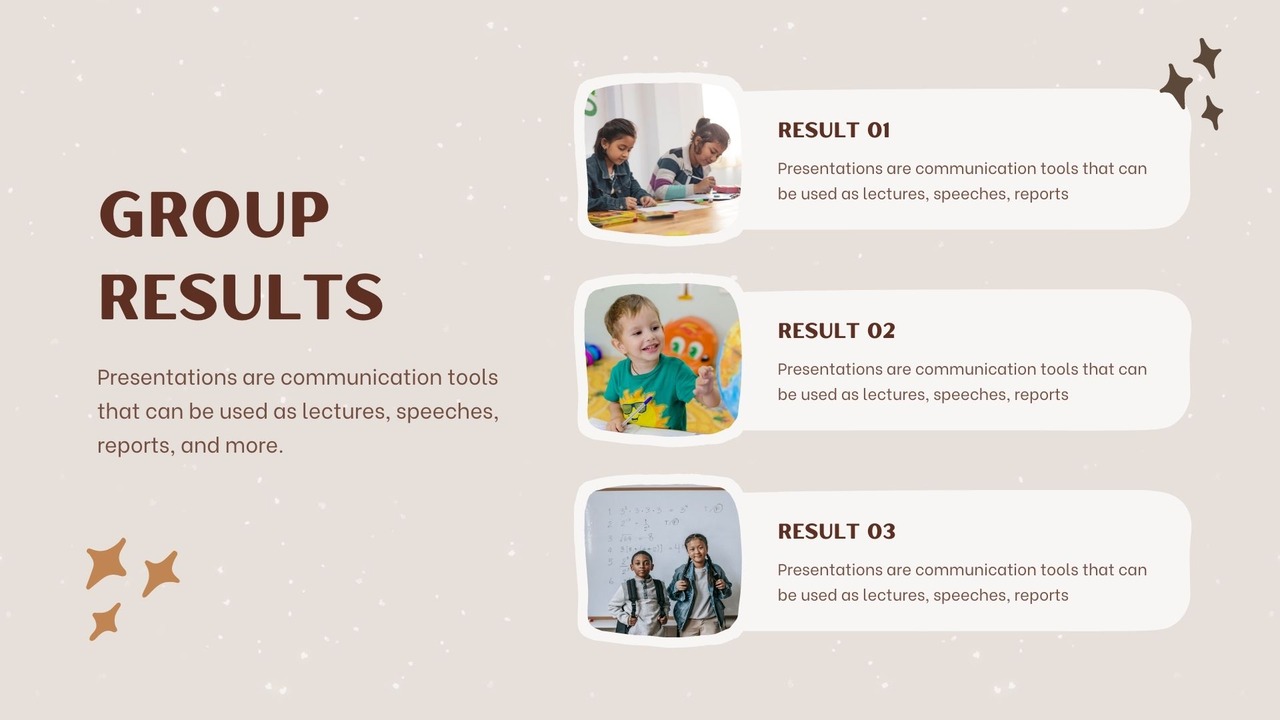 GROUP
RESULTS
Presentations are communication tools
that can be used as lectures, speeches,
reports, and more.
RESULT 01
Presentations are communication tools that can
be used as lectures, speeches, reports
RESULT 02
Presentations are communication tools that can
be used as lectures, speeches, reports
RESULT 03
Presentations are communication tools that can
be used as lectures, speeches, reports